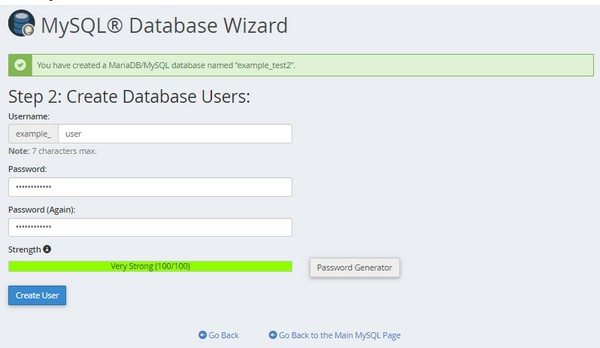 MySQL® Database Wizard
You have created a MariaDB/MySQL database named "example_test2".
Step 2: Create Database Users:
Username:
example_ user
Note: 7 characters max.
Password:
••••••••••••
Password (Again):
••••••••••••
Strength
Very Strong (100/100)
Password Generator
Create User
Go Back Go Back to the Main MySQL Page